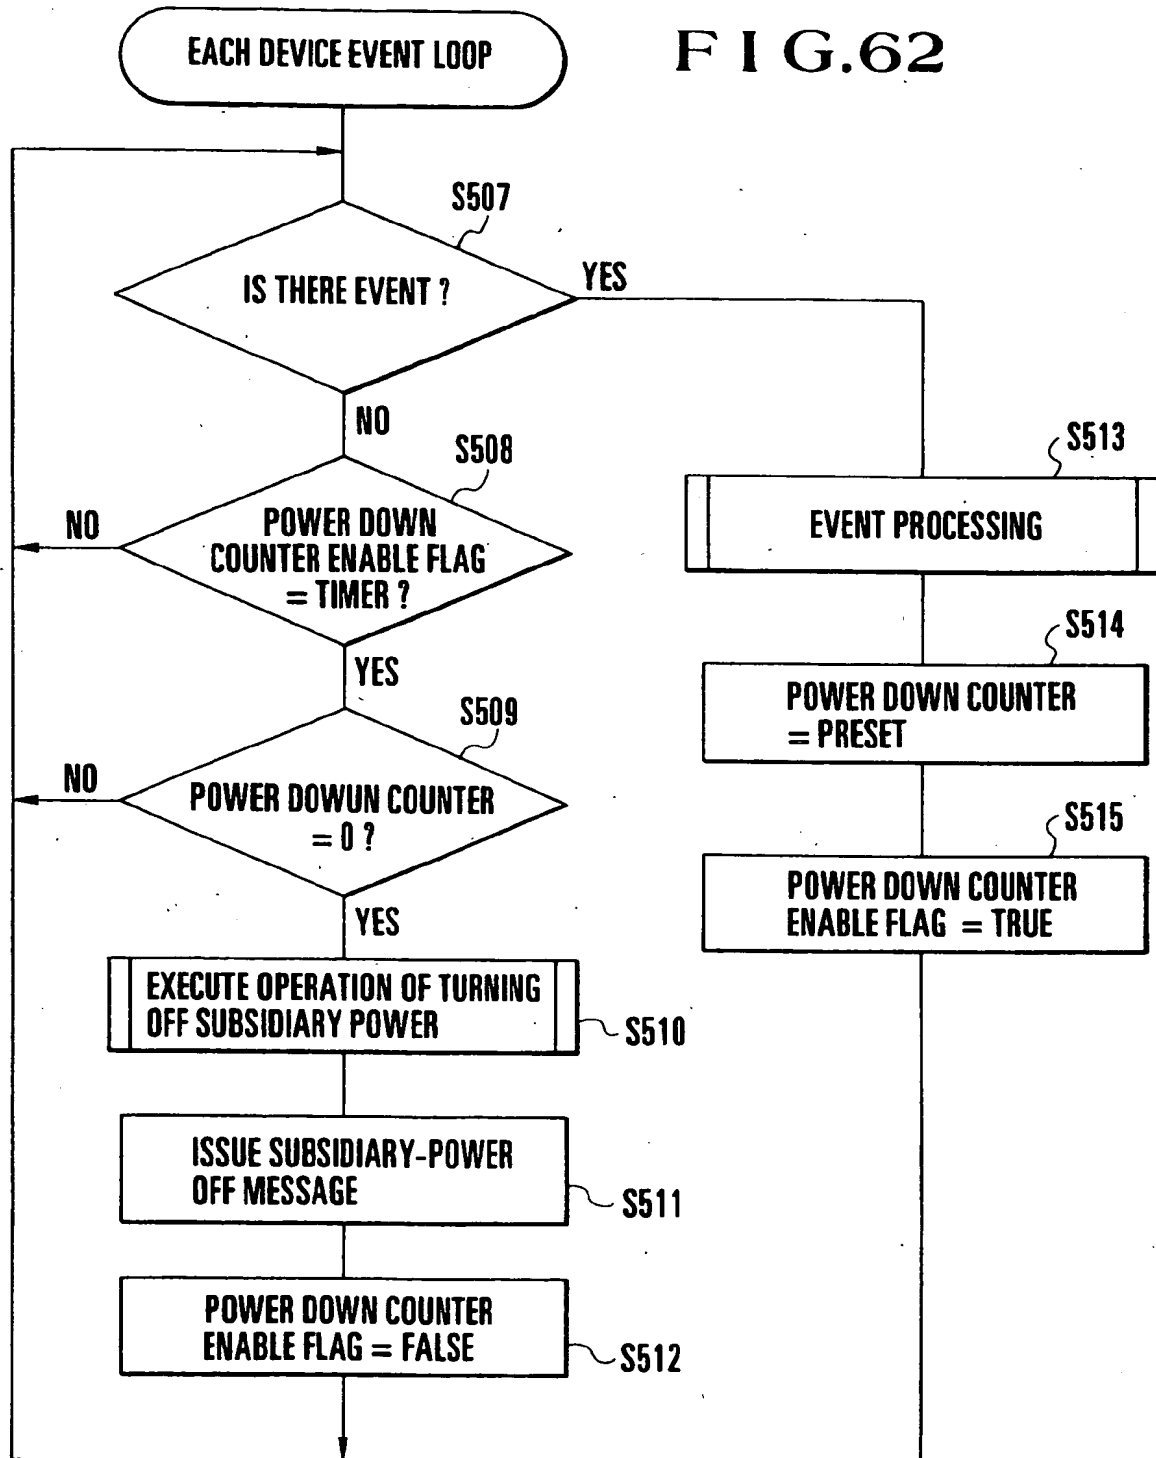 EACH DEVICE EVENT LOOP
FIG.62
S507
IS THERE EVENT ?
YES
NO
S508
POWER DOWN
COUNTER ENABLE FLAG
= TIMER ?
NO
YES
S509
POWER DOWUN COUNTER
= 0 ?
NO
YES
EXECUTE OPERATION OF TURNING
OFF SUBSIDIARY POWER
S510
ISSUE SUBSIDIARY-POWER
OFF MESSAGE
S511
POWER DOWN COUNTER
ENABLE FLAG = FALSE
S512
S513
EVENT PROCESSING
S514
POWER DOWN COUNTER
= PRESET
S515
POWER DOWN COUNTER
ENABLE FLAG = TRUE